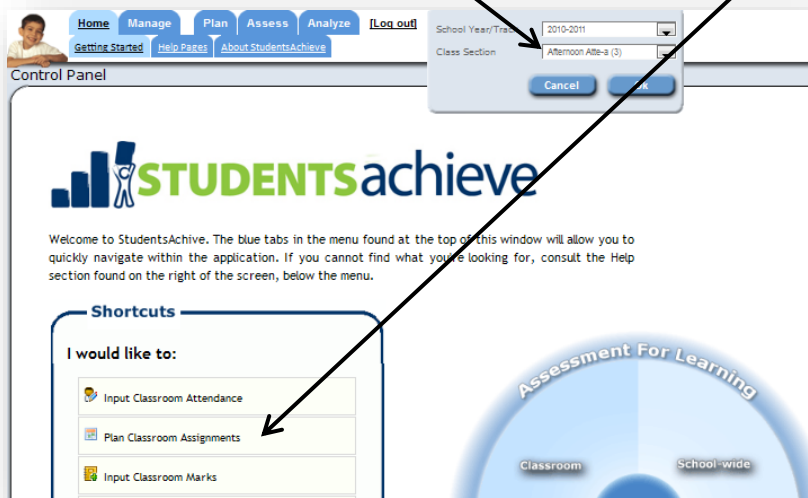 Home Manage Plan Assess Analyze [Log out]
Getting Started Help Pages About StudentsAchieve
School Year/Track 2010-2011
Class Section Afternoon Atte-a (3)
Cancel Ok
Control Panel
STUDENTSachieve
Welcome to StudentsAchive. The blue tabs in the menu found at the top of this window will allow you to
quickly navigate within the application. If you cannot find what you're looking for, consult the Help
section found on the right of the screen, below the menu.
Shortcuts
I would like to:
Input Classroom Attendance
Plan Classroom Assignments
Input Classroom Marks
Assessment For Learning
Classroom School-wide